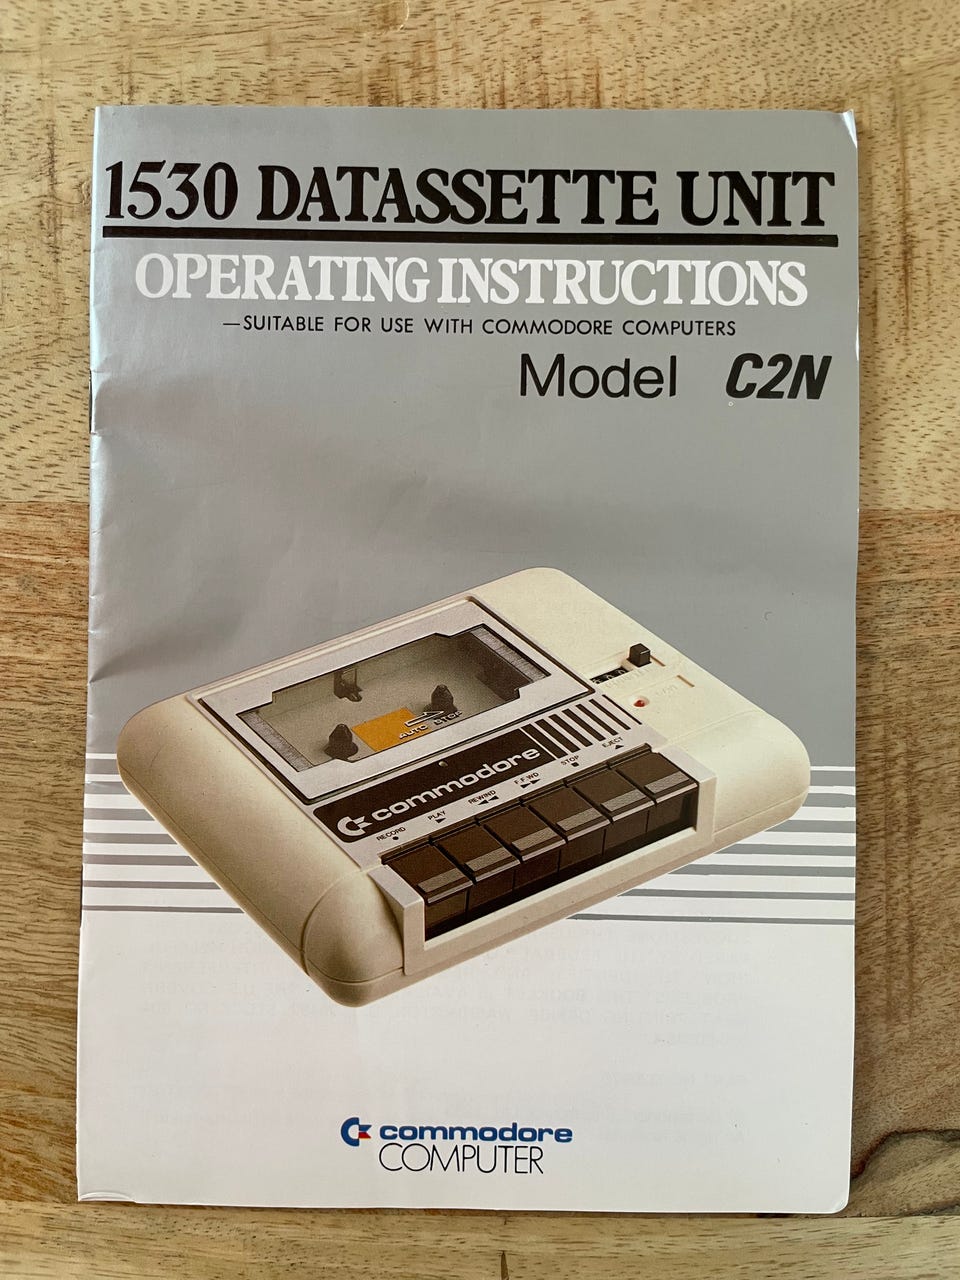 1530 DATASSETTE UNIT
OPERATING INSTRUCTIONS
—SUITABLE FOR USE WITH COMMODORE COMPUTERS
Model C2N
AUTO STOP
commodore
RECORD PLAY REWIND F.FWD STOP EJECT
commodore
COMPUTER